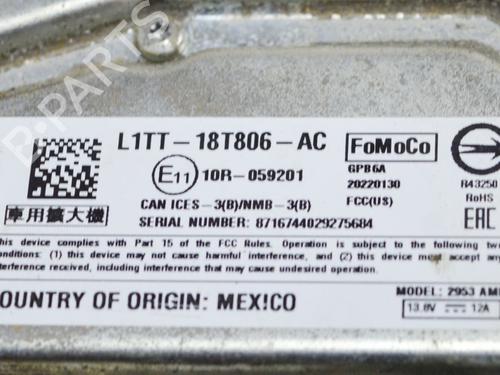 B-PARTS
L1TT-18T806-AC
FoMoCo
E11 10R-059201
GPB6A
20220130
FCC(US)
R43250
RoHS
EAC
車用擴大機
CAN ICES-3(B)/NMB-3(B)
SERIAL NUMBER: 8716744029275684
This device complies with Part 15 of the FCC Rules. Operation is subject to the following two
conditions: (1) this device may not cause harmful interference, and (2) this device must accept any
interference received, including interference that may cause undesired operation.
COUNTRY OF ORIGIN: MEXICO
MODEL: 2953 AM
13.8V 12A